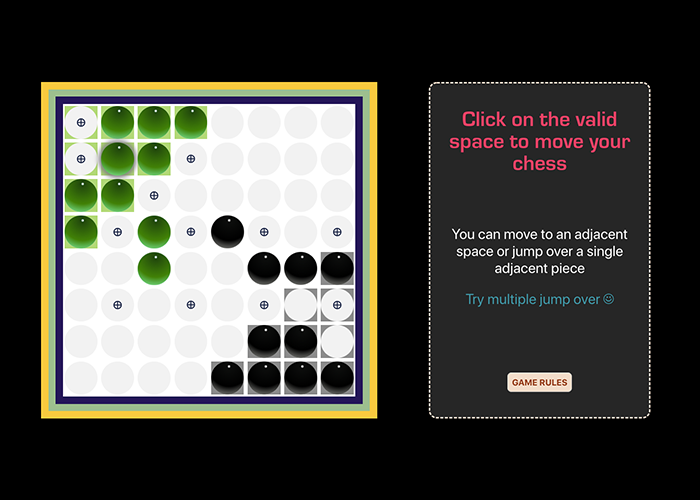 Click on the valid
space to move your
chess
You can move to an adjacent
space or jump over a single
adjacent piece
Try multiple jump over ☺
GAME RULES